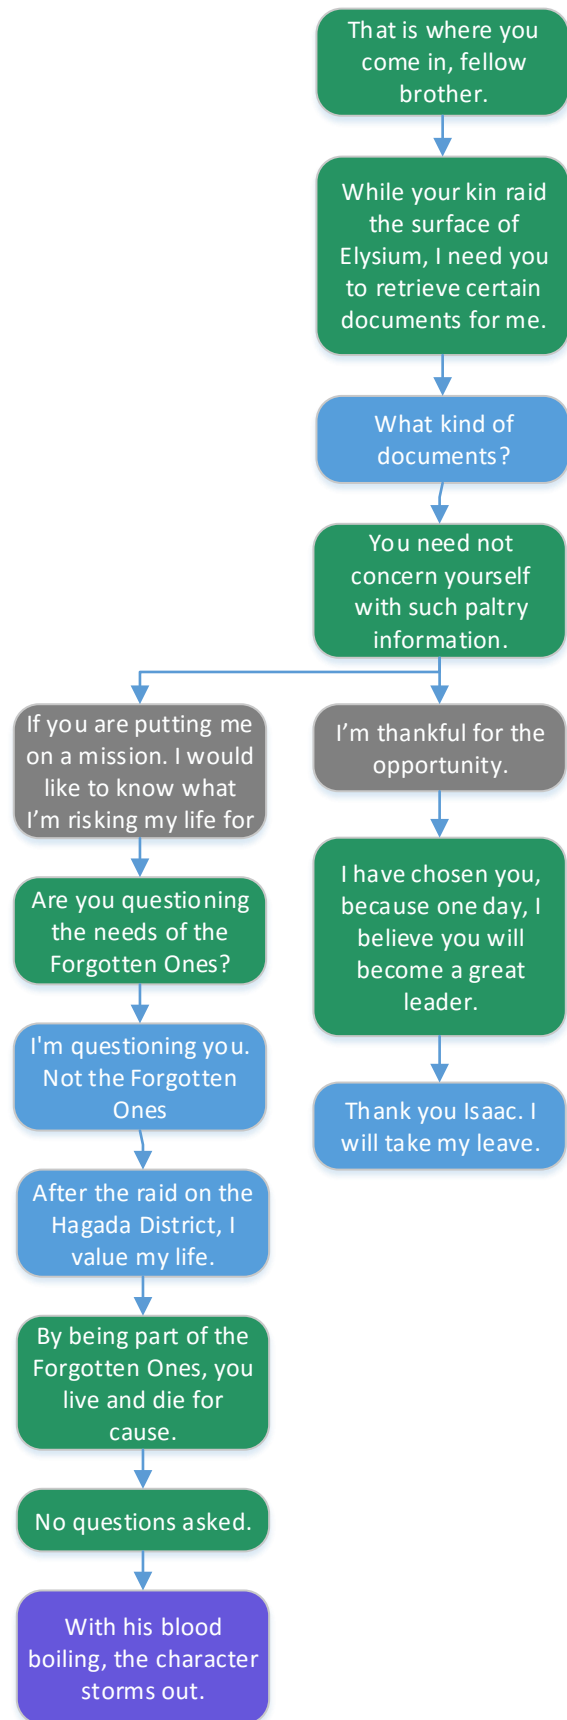 That is where you
come in, fellow
brother.
While your kin raid
the surface of
Elysium, I need you
to retrieve certain
documents for me.
What kind of
documents?
You need not
concern yourself
with such paltry
information.
If you are putting me
on a mission. I would
like to know what
I’m risking my life for
Are you questioning
the needs of the
Forgotten Ones?
I'm questioning you.
Not the Forgotten
Ones
After the raid on the
Hagada District, I
value my life.
By being part of the
Forgotten Ones, you
live and die for
cause.
No questions asked.
With his blood
boiling, the character
storms out.
I’m thankful for the
opportunity.
I have chosen you,
because one day, I
believe you will
become a great
leader.
Thank you Isaac. I
will take my leave.